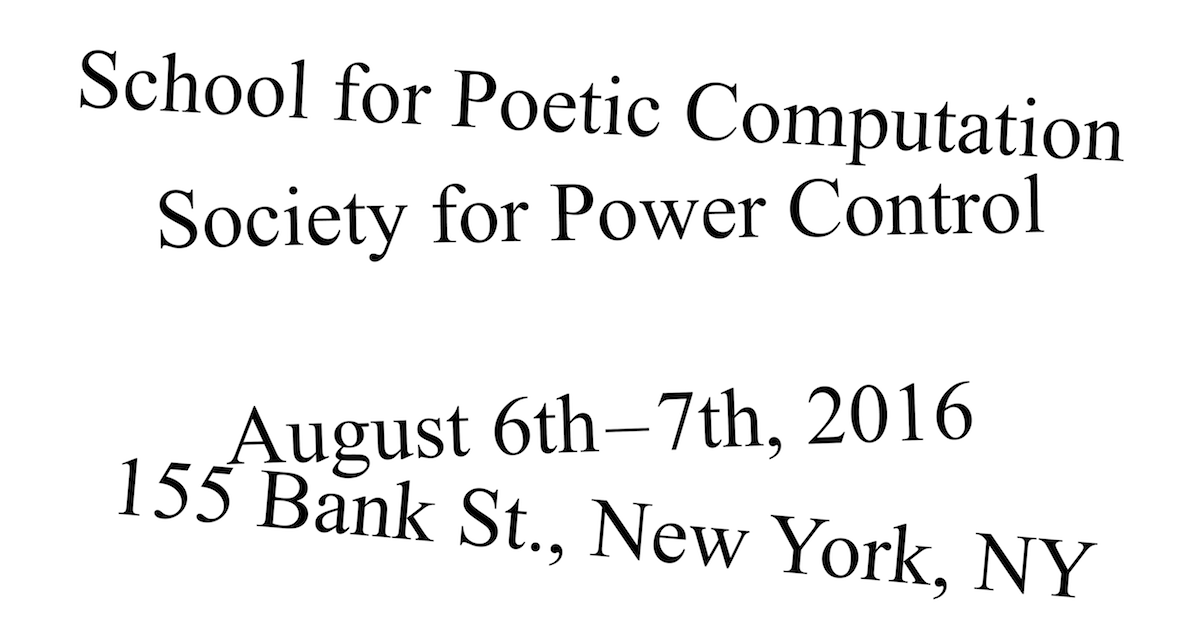 School for Poetic Computation
Society for Power Control
August 6th–7th, 2016
155 Bank St., New York, NY